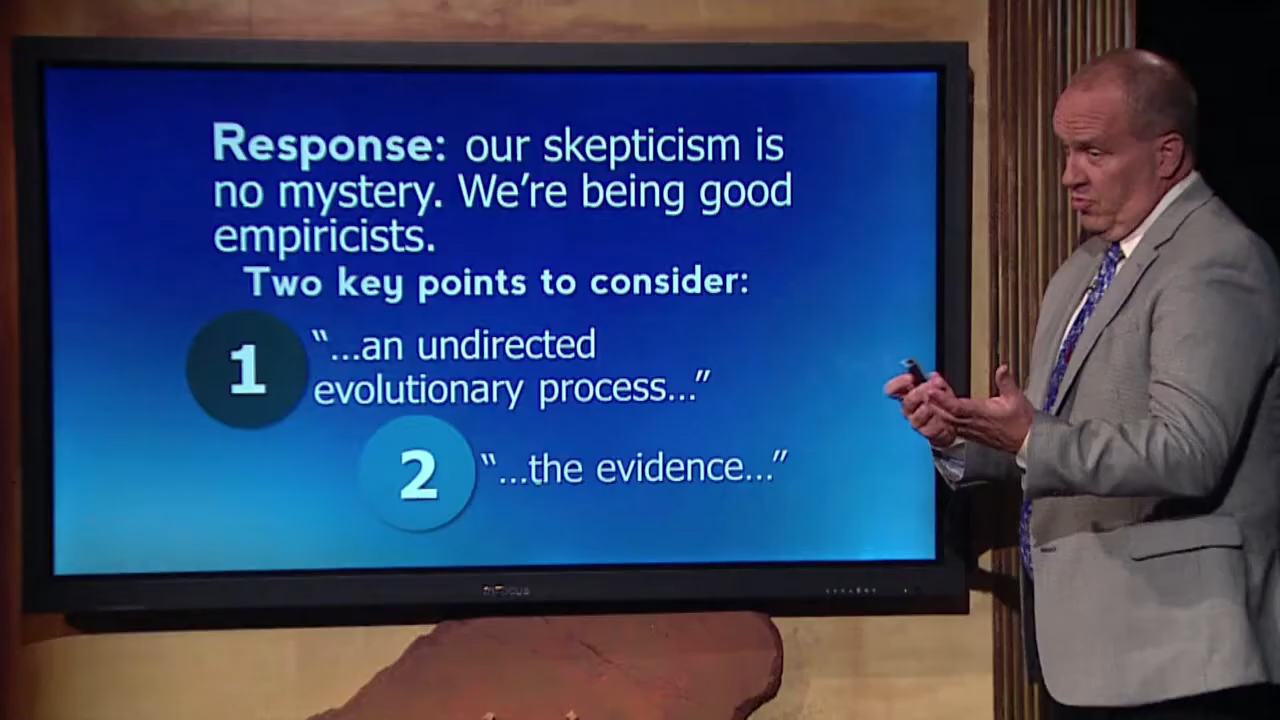 Response: our skepticism is
no mystery. We’re being good
empiricists.
Two key points to consider:
1
“...an undirected
evolutionary process...”
2
“...the evidence...”
InFocus